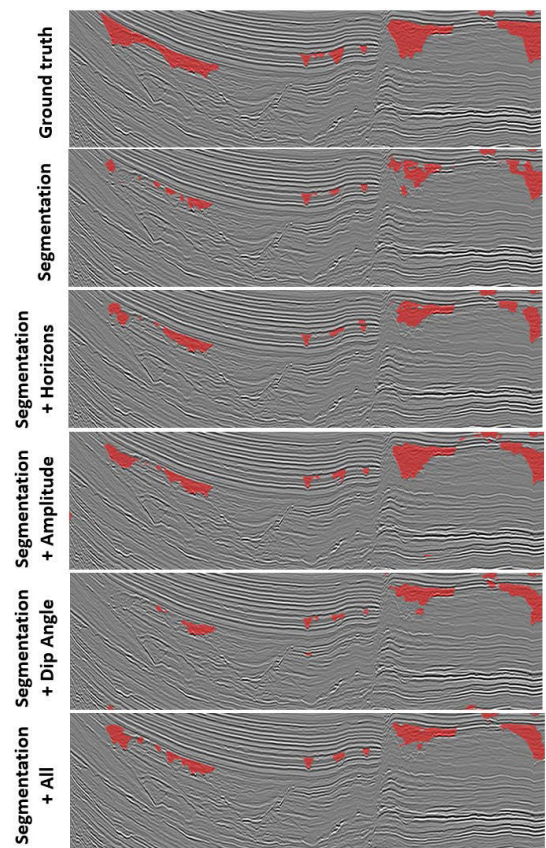 Ground truth
Segmentation
Segmentation
+ Horizons
Segmentation
+ Amplitude
Segmentation
+ Dip Angle
Segmentation
+ All